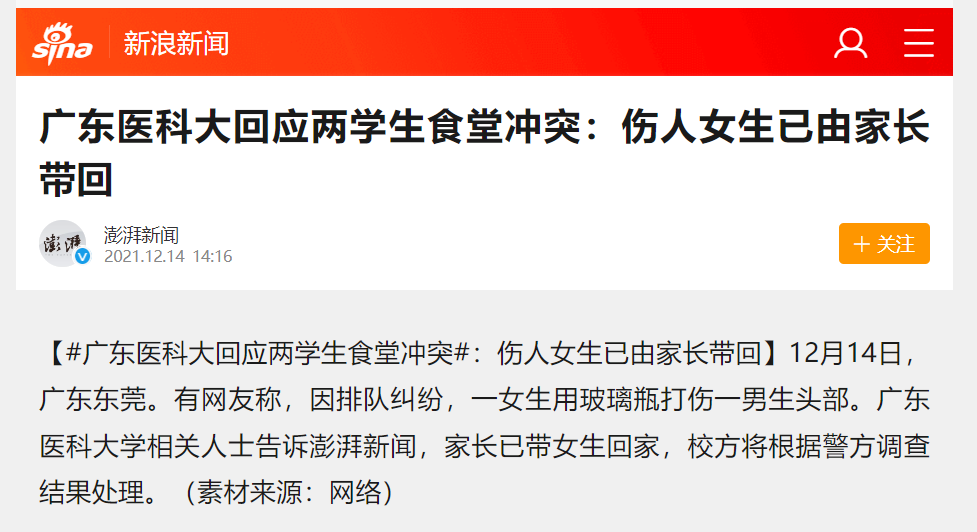 sina 新浪新闻
广东医科大回应两学生食堂冲突：伤人女生已由家长
带回
澎湃
澎湃新闻
2021.12.14 14:16
+ 关注
【#广东医科大回应两学生食堂冲突#：伤人女生已由家长带回】12月14日，
广东东莞。有网友称，因排队纠纷，一女生用玻璃瓶打伤一男生头部。广东
医科大学相关人士告诉澎湃新闻，家长已带女生回家，校方将根据警方调查
结果处理。（素材来源：网络）